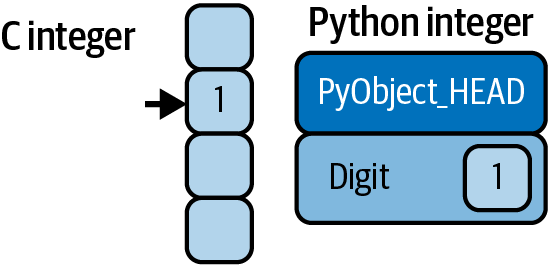 C integer
1
Python integer
PyObject_HEAD
Digit 1